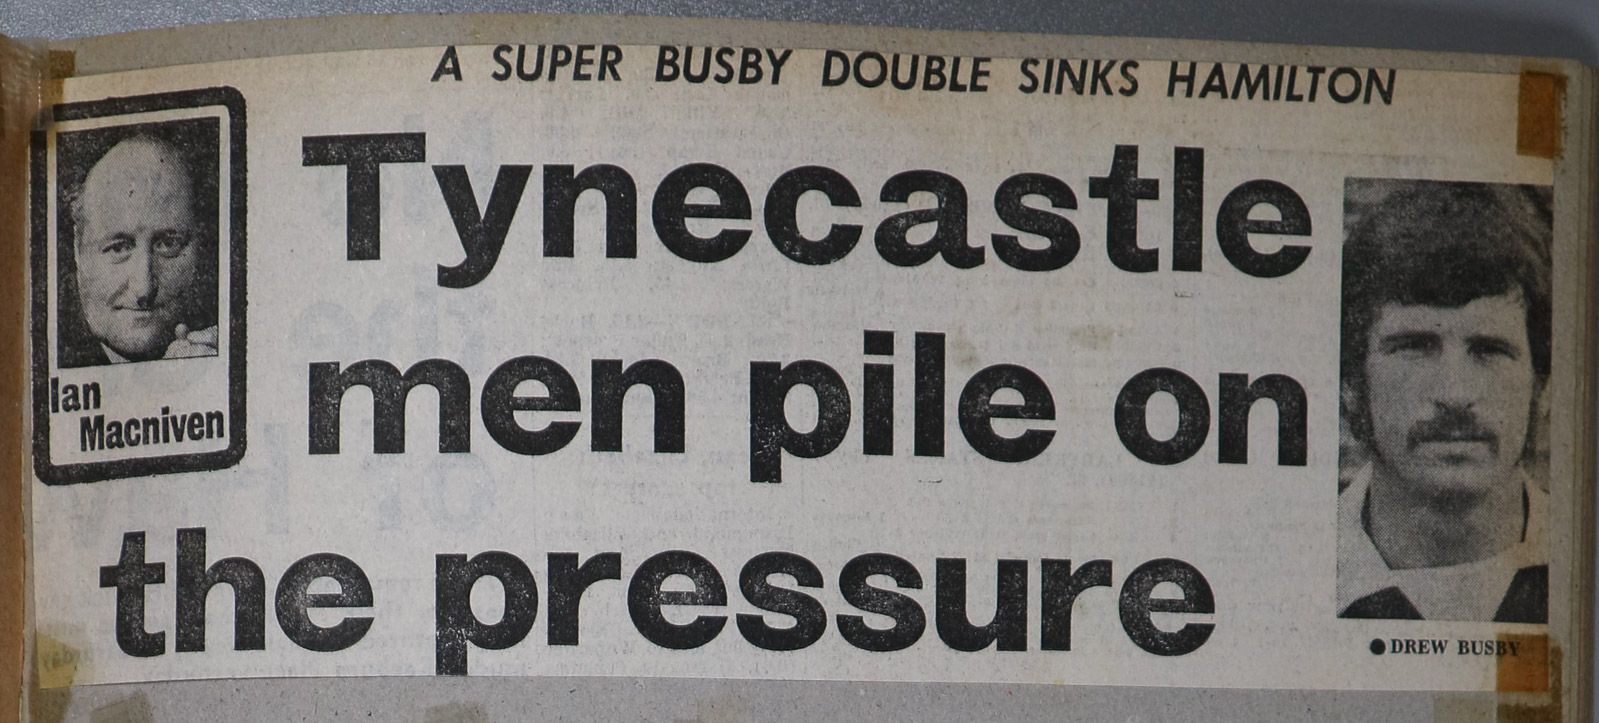 A SUPER BUSBY DOUBLE SINKS HAMILTON
Ian
Macniven
Tynecastle
men pile on
the pressure
● DREW BUSBY